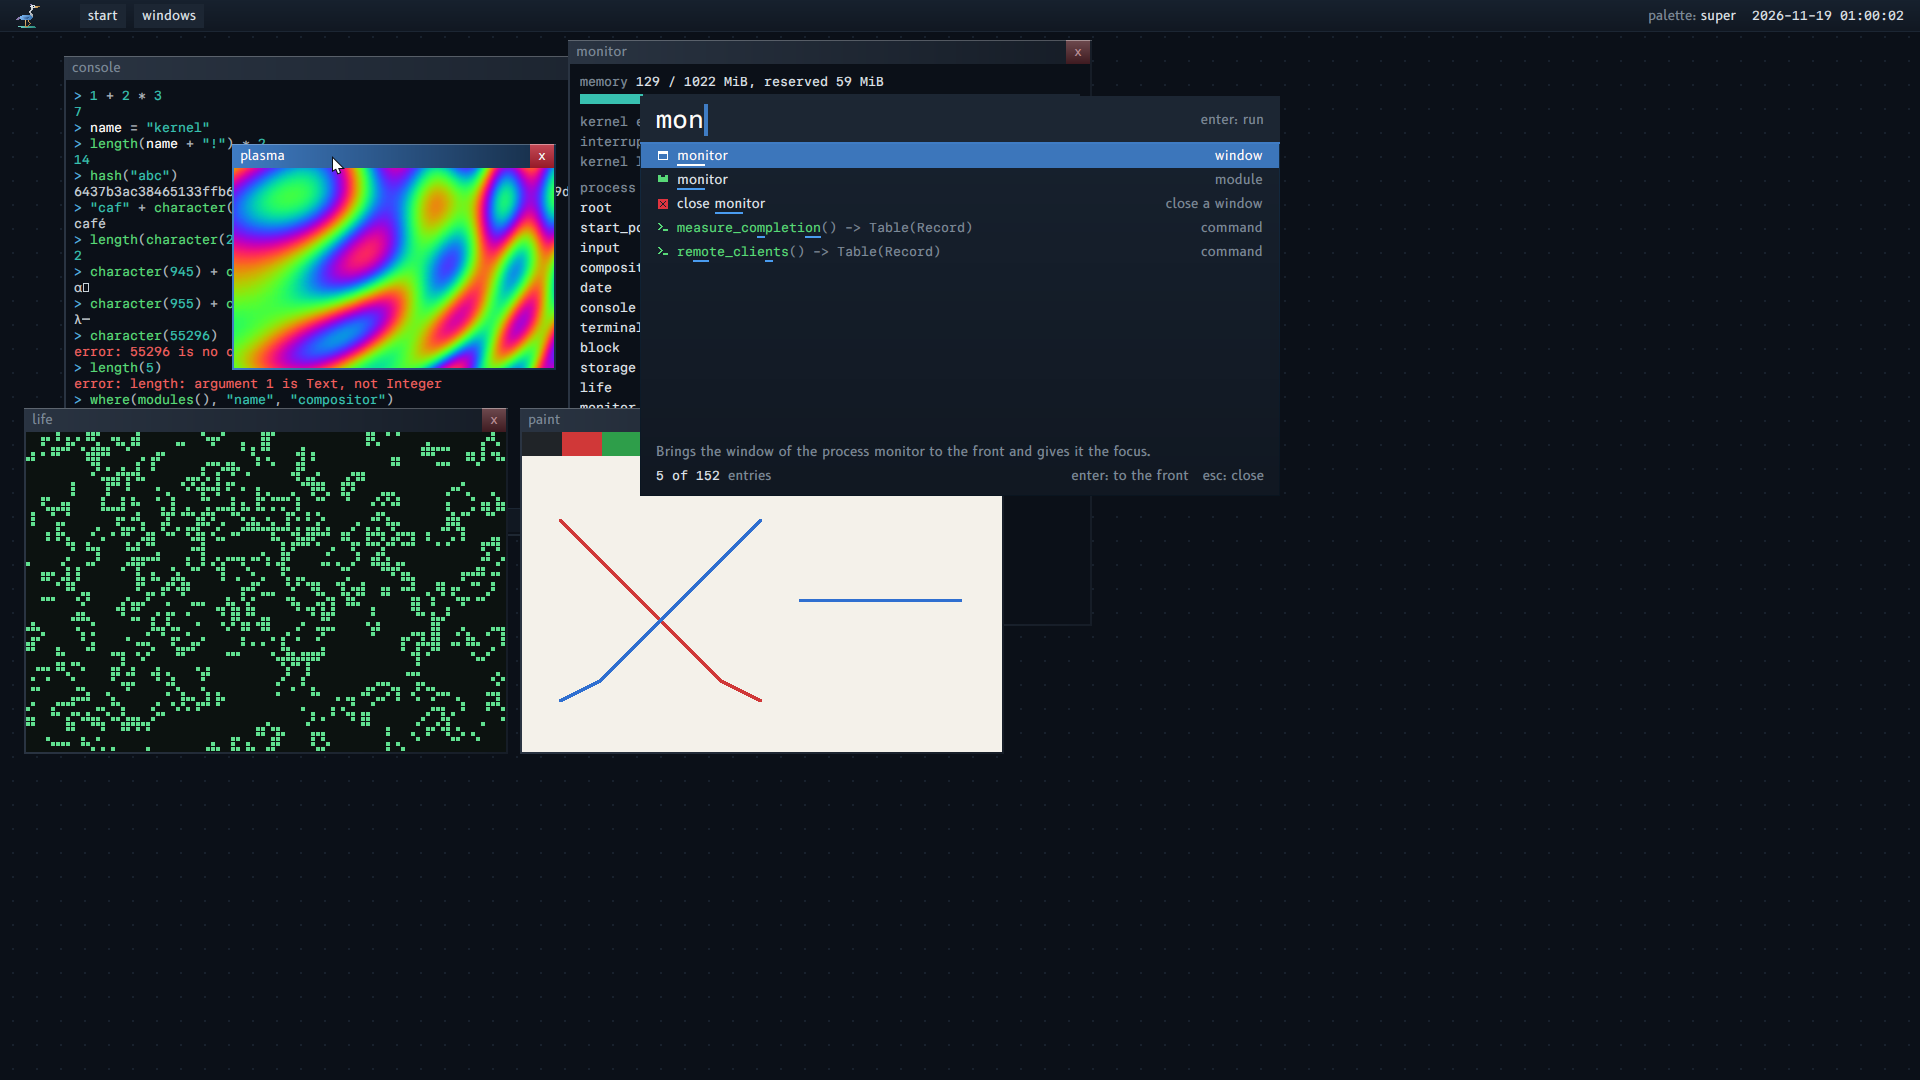 start windows palette: super 2026-11-19 01:00:02
console
> 1 + 2 * 3
7
> name = "kernel"
> length(name + "!") * 2
14
> hash("abc")
> "caf" + character(
café
> length(character(2
2
> character(945) + c
α
> character(955) + c
λ─
> character(55296)
error: 55296 is no
> length(5)
error: length: argument 1 is Text, not Integer
> where(modules(), "name", "compositor")
plasma x
monitor x
memory 129 / 1022 MiB, reserved 59 MiB
kernel
kernel
process
root
input
date
console
terminal
block
storage
life
monitor
mon enter: run
monitor window
monitor module
close monitor close a window
measure_completion() -> Table(Record) command
remote_clients() -> Table(Record) command
Brings the window of the process monitor to the front and gives it the focus.
5 of 152 entries enter: to the front esc: close
life x
paint